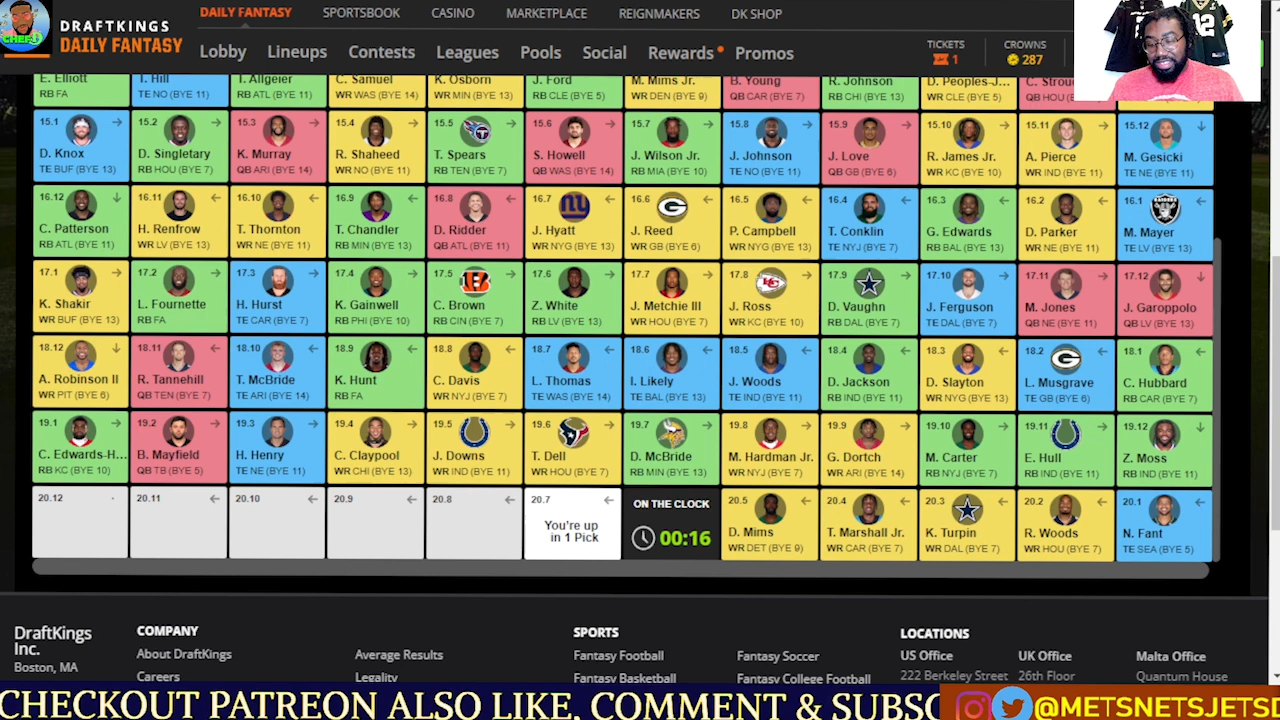 CHEF
DRAFTKINGS
DAILY FANTASY
DAILY FANTASY SPORTSBOOK CASINO MARKETPLACE REIGNMAKERS DK SHOP
Lobby Lineups Contests Leagues Pools Social Rewards Promos
TICKETS
1
CROWNS
287
12
E. Elliott
RB FA
T. Hill
TE NO (BYE 11)
T. Allgeier
RB ATL (BYE 11)
C. Samuel
WR WAS (BYE 14)
K. Osborn
WR MIN (BYE 13)
J. Ford
RB CLE (BYE 5)
M. Mims Jr.
WR DEN (BYE 9)
B. Young
QB CAR (BYE 7)
R. Johnson
RB CHI (BYE 13)
D. Peoples-J...
WR CLE (BYE 5)
C. Strou
QB HOU (
15.1
D. Knox
TE BUF (BYE 13)
15.2
D. Singletary
RB HOU (BYE 7)
15.3
K. Murray
QB ARI (BYE 14)
15.4
R. Shaheed
WR NO (BYE 11)
15.5
T. Spears
RB TEN (BYE 7)
15.6
S. Howell
QB WAS (BYE 14)
15.7
J. Wilson Jr.
RB MIA (BYE 10)
15.8
J. Johnson
TE NO (BYE 11)
15.9
J. Love
QB GB (BYE 6)
15.10
R. James Jr.
WR KC (BYE 10)
15.11
A. Pierce
WR IND (BYE 11)
15.12
M. Gesicki
TE NE (BYE 11)
16.12
C. Patterson
RB ATL (BYE 11)
16.11
H. Renfrow
WR LV (BYE 13)
16.10
T. Thornton
WR NE (BYE 11)
16.9
T. Chandler
RB MIN (BYE 13)
16.8
D. Ridder
QB ATL (BYE 11)
16.7
J. Hyatt
WR NYG (BYE 13)
16.6
J. Reed
WR GB (BYE 6)
16.5
P. Campbell
WR NYG (BYE 13)
16.4
T. Conklin
TE NYJ (BYE 7)
16.3
G. Edwards
RB BAL (BYE 13)
16.2
D. Parker
WR NE (BYE 11)
16.1
M. Mayer
TE LV (BYE 13)
17.1
K. Shakir
WR BUF (BYE 13)
17.2
L. Fournette
RB FA
17.3
H. Hurst
TE CAR (BYE 7)
17.4
K. Gainwell
RB PHI (BYE 10)
17.5
C. Brown
RB CIN (BYE 7)
17.6
Z. White
RB LV (BYE 13)
17.7
J. Metchie III
WR HOU (BYE 7)
17.8
J. Ross
WR KC (BYE 10)
17.9
D. Vaughn
RB DAL (BYE 7)
17.10
J. Ferguson
TE DAL (BYE 7)
17.11
M. Jones
QB NE (BYE 11)
17.12
J. Garoppolo
QB LV (BYE 13)
18.12
A. Robinson II
WR PIT (BYE 6)
18.11
R. Tannehill
QB TEN (BYE 7)
18.10
T. McBride
TE ARI (BYE 14)
18.9
K. Hunt
RB FA
18.8
C. Davis
WR NYJ (BYE 7)
18.7
L. Thomas
TE WAS (BYE 14)
18.6
I. Likely
TE BAL (BYE 13)
18.5
J. Woods
TE IND (BYE 11)
18.4
D. Jackson
RB IND (BYE 11)
18.3
D. Slayton
WR NYG (BYE 13)
18.2
L. Musgrave
TE GB (BYE 6)
18.1
C. Hubbard
RB CAR (BYE 7)
19.1
C. Edwards-H...
RB KC (BYE 10)
19.2
B. Mayfield
QB TB (BYE 5)
19.3
H. Henry
TE NE (BYE 11)
19.4
C. Claypool
WR CHI (BYE 13)
19.5
J. Downs
WR IND (BYE 11)
19.6
T. Dell
WR HOU (BYE 7)
19.7
D. McBride
RB MIN (BYE 13)
19.8
M. Hardman Jr.
WR NYJ (BYE 7)
19.9
G. Dortch
WR ARI (BYE 14)
19.10
M. Carter
RB NYJ (BYE 7)
19.11
E. Hull
RB IND (BYE 11)
19.12
Z. Moss
RB IND (BYE 11)
20.12
20.11
20.10
20.9
20.8
20.7
You're up
in 1 Pick
ON THE CLOCK
00:16
20.5
D. Mims
WR DET (BYE 9)
20.4
T. Marshall Jr.
WR CAR (BYE 7)
20.3
K. Turpin
WR DAL (BYE 7)
20.2
R. Woods
WR HOU (BYE 7)
20.1
N. Fant
TE SEA (BYE 5)
DraftKings
Inc.
Boston, MA
COMPANY
About DraftKings
Careers
Average Results
Legality
SPORTS
Fantasy Football
Fantasy Basketball
Fantasy Soccer
Fantasy College Football
LOCATIONS
US Office
222 Berkeley Street
UK Office
26th Floor
Malta Office
Quantum House
CHECKOUT PATREON ALSO LIKE, COMMENT & SUBSC
@METSNETSJETSD